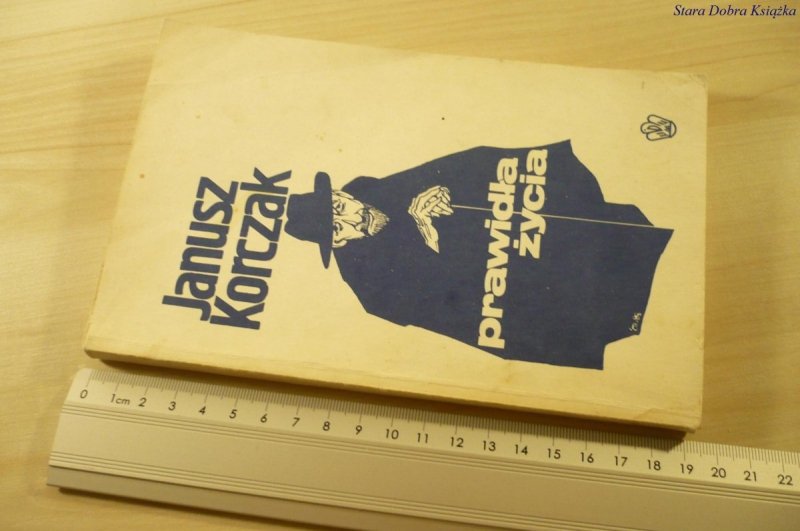 Stara Dobra Książka
Janusz
Korczak
prawidła
życia
0 1cm 2 3 4 5 6 7 8 9 10 11 12 13 14 15 16 17 18 19 20 21 22